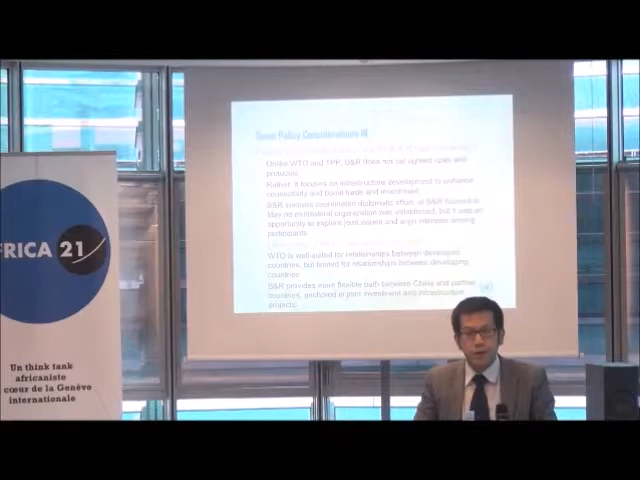 FRICA 21
Un think tank
africaniste
cœur de la Genève
internationale
Some Policy Considerations III
Unlike WTO and TPP, B&R does not set rules and
protocols
Rather, it focuses on infrastructure development to enhance
connectivity and boost trade and investment
B&R involves coordinated diplomatic effort, at B&R
May no multilateral organization was established, but it was an
opportunity to explore joint issues and align interests among
participants
WTO is well-suited for relationships between developed
countries, but limited for relationships between developing
countries
B&R provides more flexible path between China and partner
countries, anchored in joint investment and infrastructure
projects